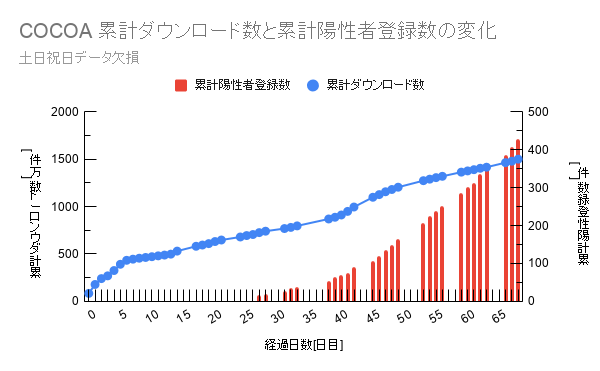 COCOA 累計ダウンロード数と累計陽性者登録数の変化
土日祝日データ欠損
累計陽性者登録数 累計ダウンロード数
累計ダウンロード数[万件]
2000
1500
1000
500
0
500
400
300
200
100
0
累計陽性登録数[件]
0 5 10 15 20 25 30 35 40 45 50 55 60 65
経過日数[日目]